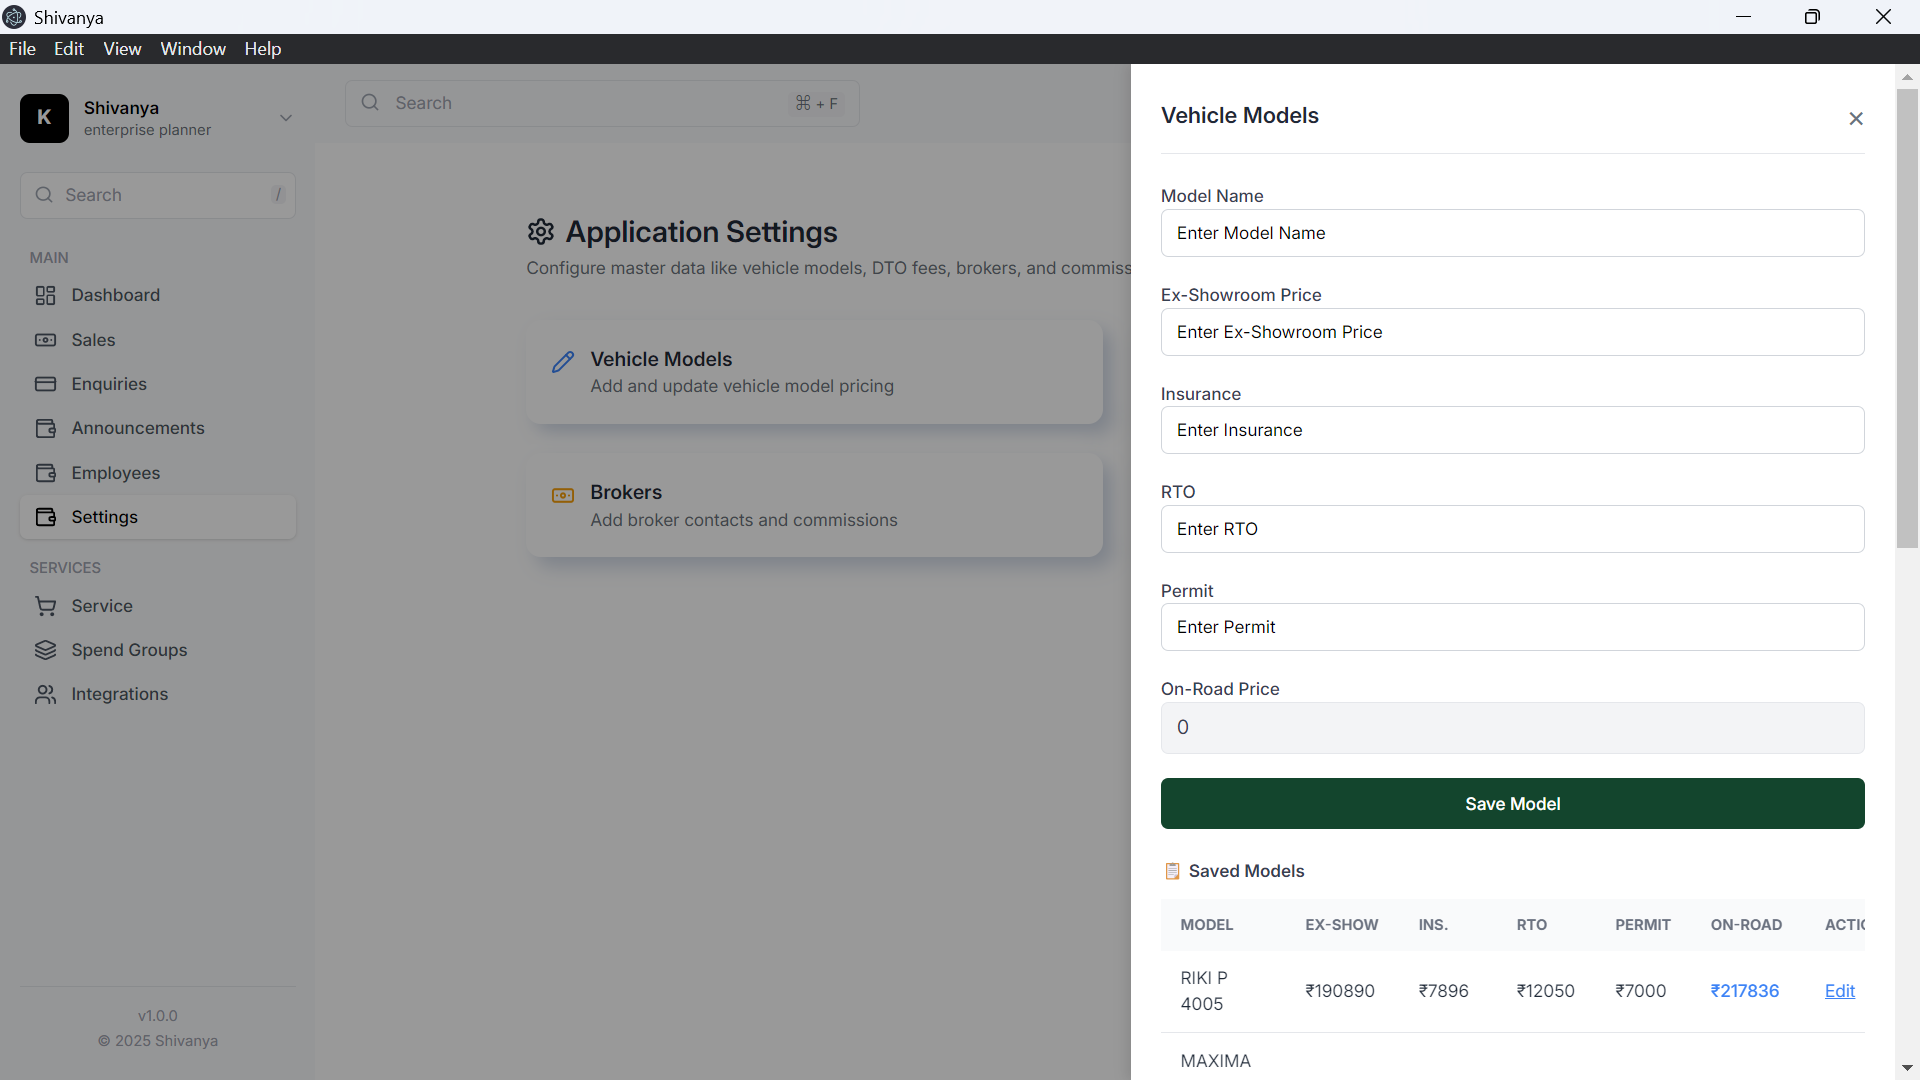 Shivanya
File Edit View Window Help
K
Shivanya
enterprise planner
Search /
MAIN
Dashboard
Sales
Enquiries
Announcements
Employees
Settings
SERVICES
Service
Spend Groups
Integrations
v1.0.0
© 2025 Shivanya
Search ⌘ + F
Application Settings
Configure master data like vehicle models, DTO fees, brokers, and commiss
Vehicle Models
Add and update vehicle model pricing
Brokers
Add broker contacts and commissions
Vehicle Models
Model Name
Enter Model Name
Ex-Showroom Price
Enter Ex-Showroom Price
Insurance
Enter Insurance
RTO
Enter RTO
Permit
Enter Permit
On-Road Price
0
Save Model
📋 Saved Models
MODEL EX-SHOW INS. RTO PERMIT ON-ROAD ACTIO
RIKI P
4005 ₹190890 ₹7896 ₹12050 ₹7000 ₹217836 Edit
MAXIMA